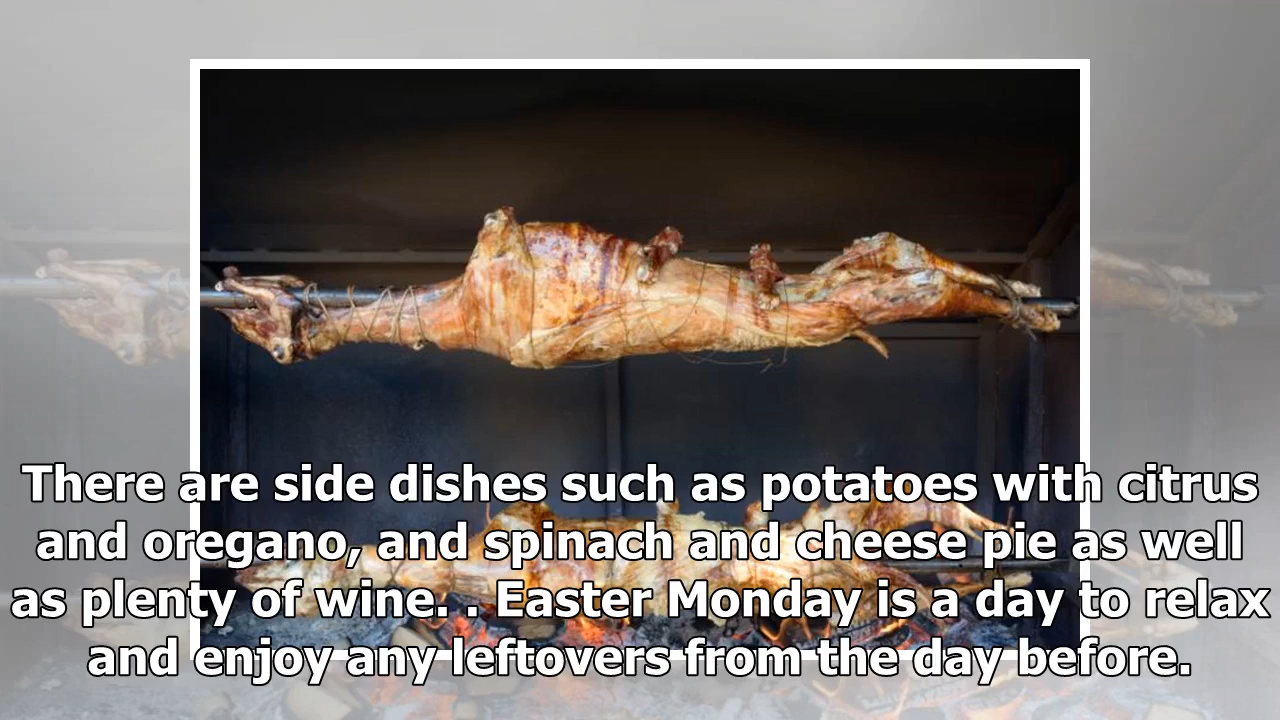 There are side dishes such as potatoes with citrus
and oregano, and spinach and cheese pie as well
as plenty of wine. . Easter Monday is a day to relax
and enjoy any leftovers from the day before.